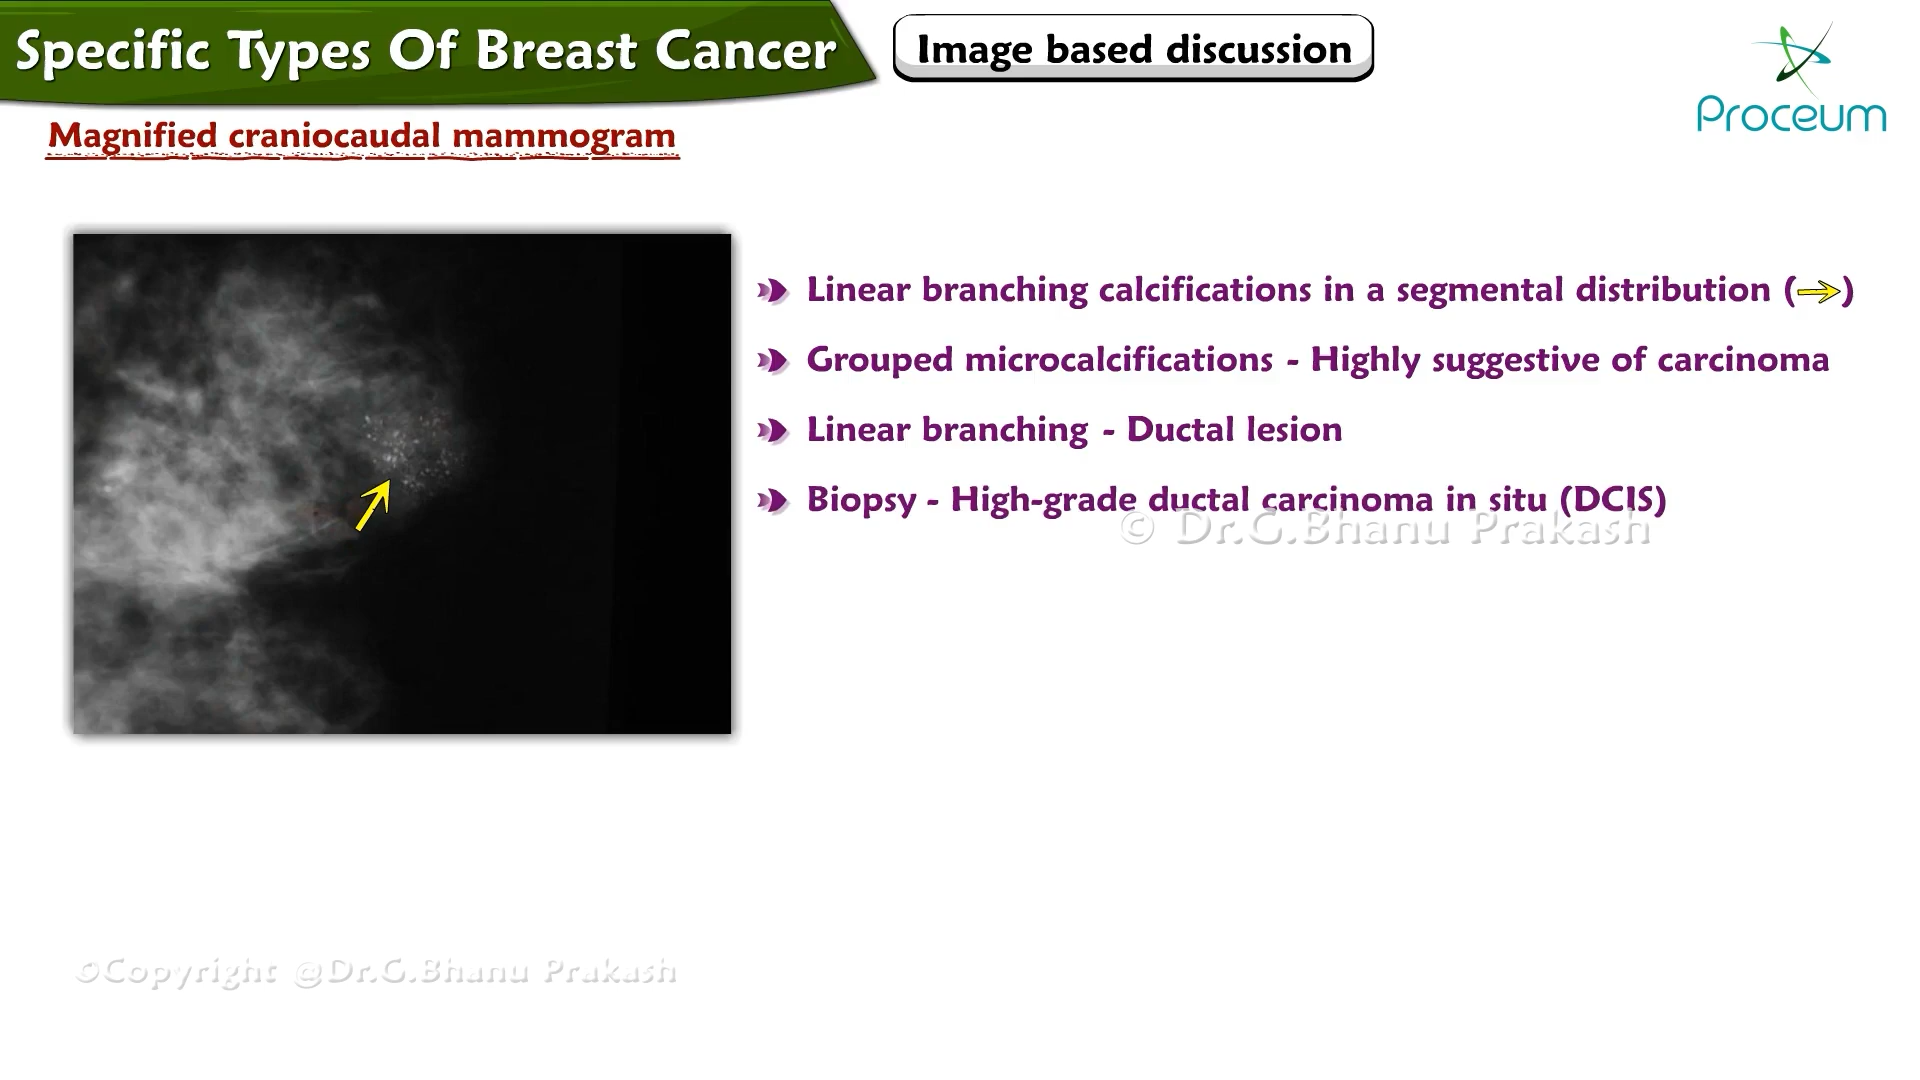 Specific Types Of Breast Cancer
Image based discussion
Proceum
Magnified craniocaudal mammogram
Linear branching calcifications in a segmental distribution (→)
Grouped microcalcifications - Highly suggestive of carcinoma
Linear branching - Ductal lesion
Biopsy - High-grade ductal carcinoma in situ (DCIS)
© Dr.G.Bhanu Prakash
©Copyright @Dr.G.Bhanu Prakash